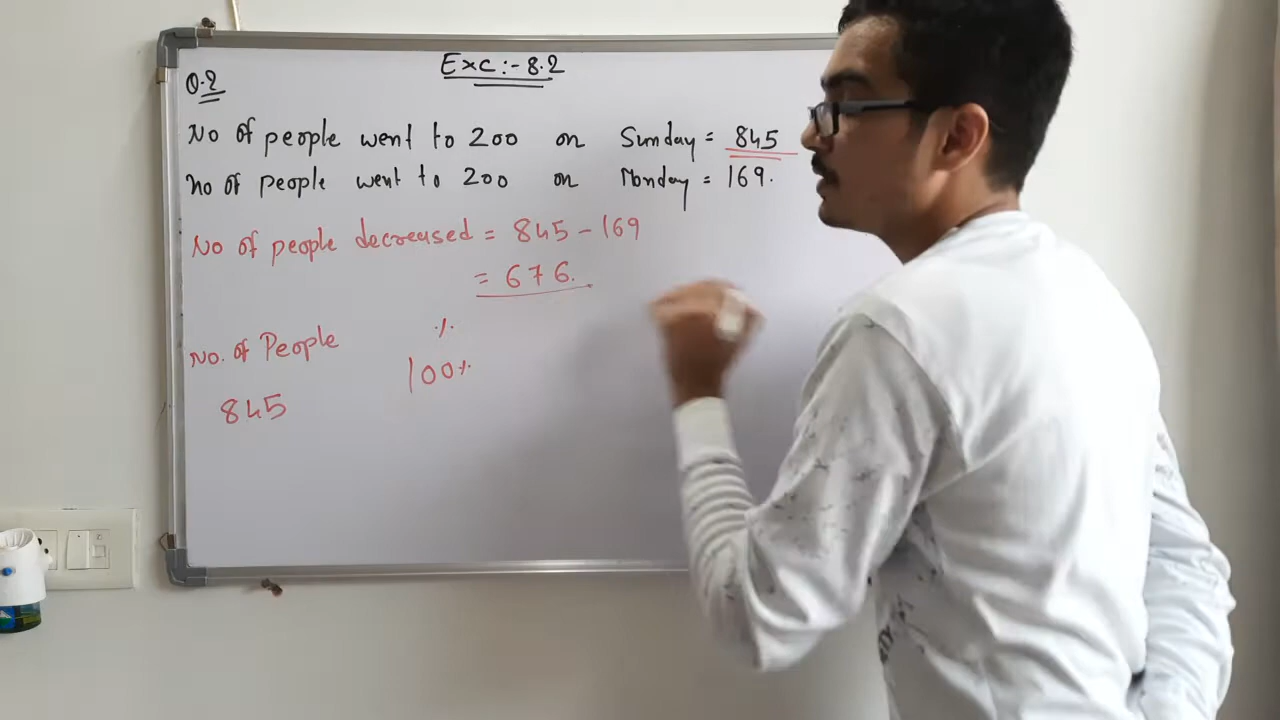 Exc:- 8.2
Q.2
No of people went to 200 on Sunday = 845
No of people went to 200 on Monday = 169.
No of people decreased = 845 - 169
= 676.
No. of People %
845 100%